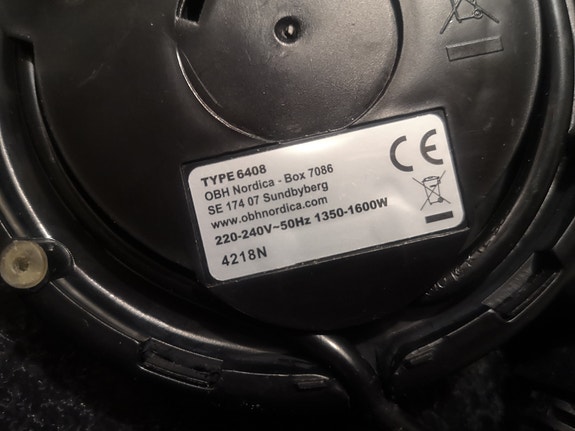 TYPE 6408
OBH Nordica - Box 7086
SE 174 07 Sundbyberg
www.obhnordica.com
220-240V~50Hz 1350-1600W
4218N
CE